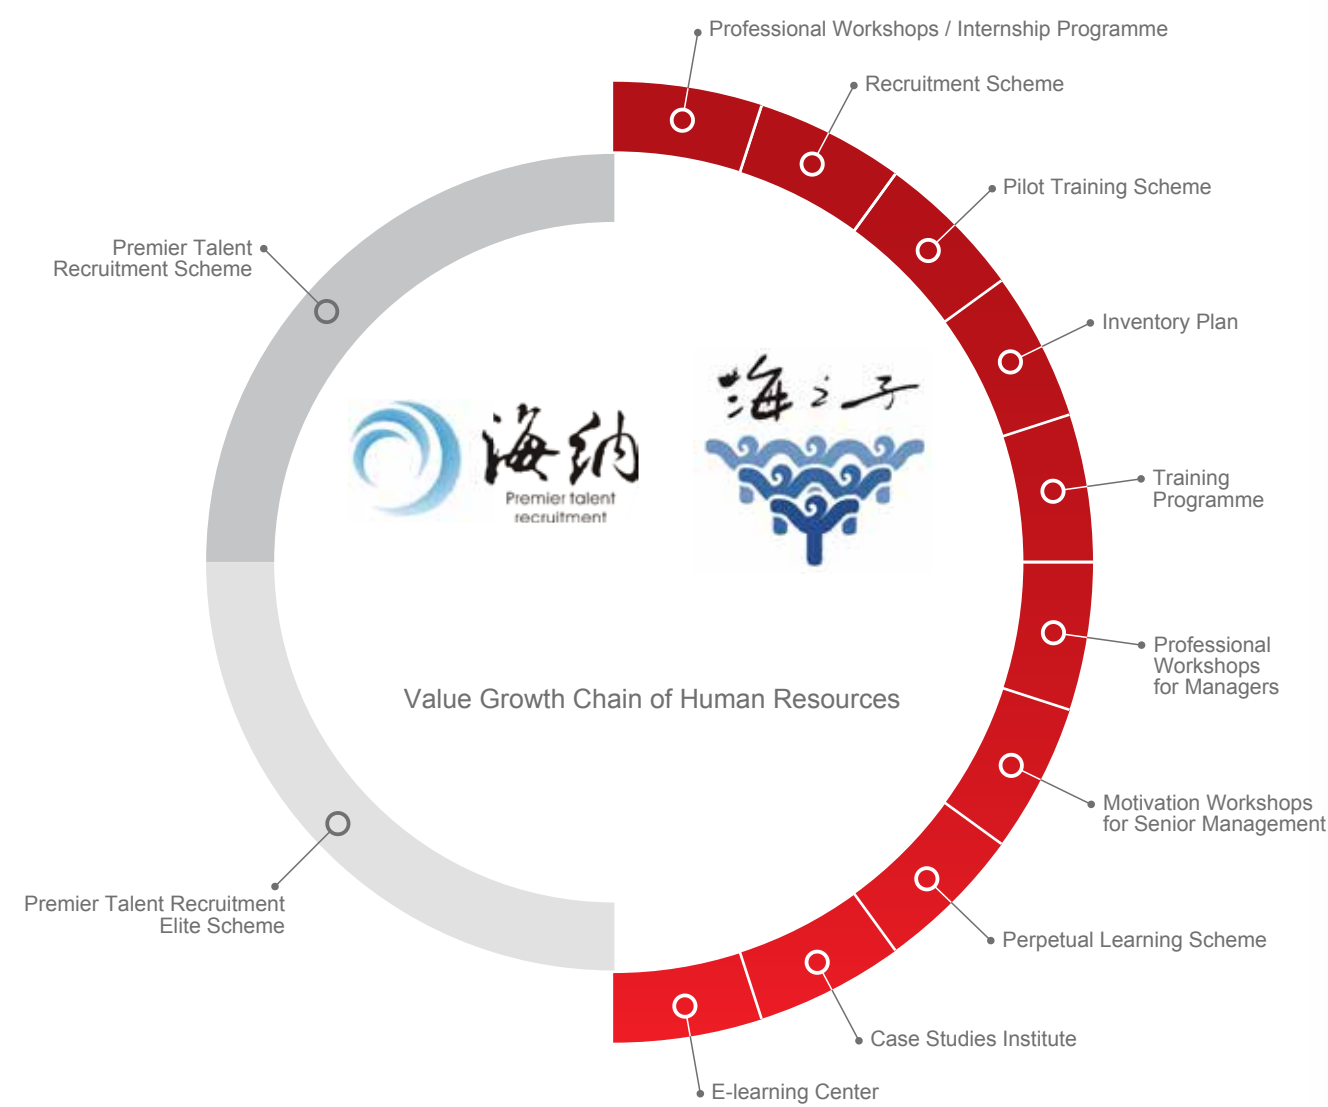 Professional Workshops / Internship Programme
Recruitment Scheme
Pilot Training Scheme
Premier Talent
Recruitment Scheme
Inventory Plan
海之子
海纳
Premier talent
recruitment
Training
Programme
Professional
Workshops
for Managers
Value Growth Chain of Human Resources
Motivation Workshops
for Senior Management
Premier Talent Recruitment
Elite Scheme
Perpetual Learning Scheme
Case Studies Institute
E-learning Center